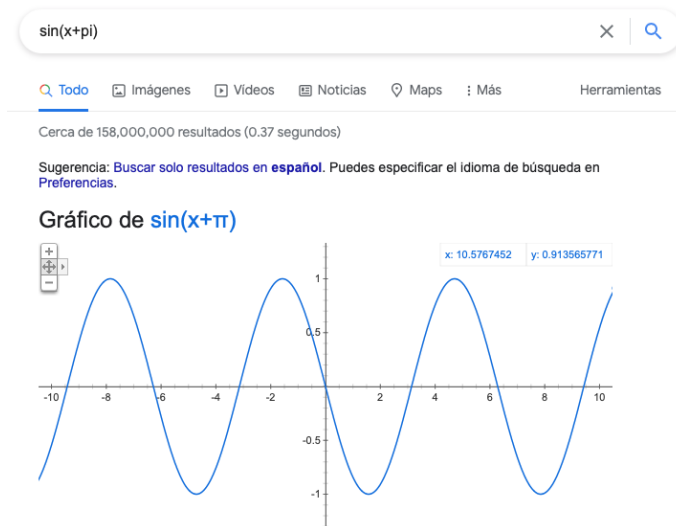 sin(x+pi)
Todo Imágenes Vídeos Noticias Maps Más Herramientas
Cerca de 158,000,000 resultados (0.37 segundos)
Sugerencia: Buscar solo resultados en español. Puedes especificar el idioma de búsqueda en
Preferencias.
Gráfico de sin(x+π)
x: 10.5767452 y: 0.913565771
1
0.5
-10 -8 -6 -4 -2 2 4 6 8 10
-0.5
-1